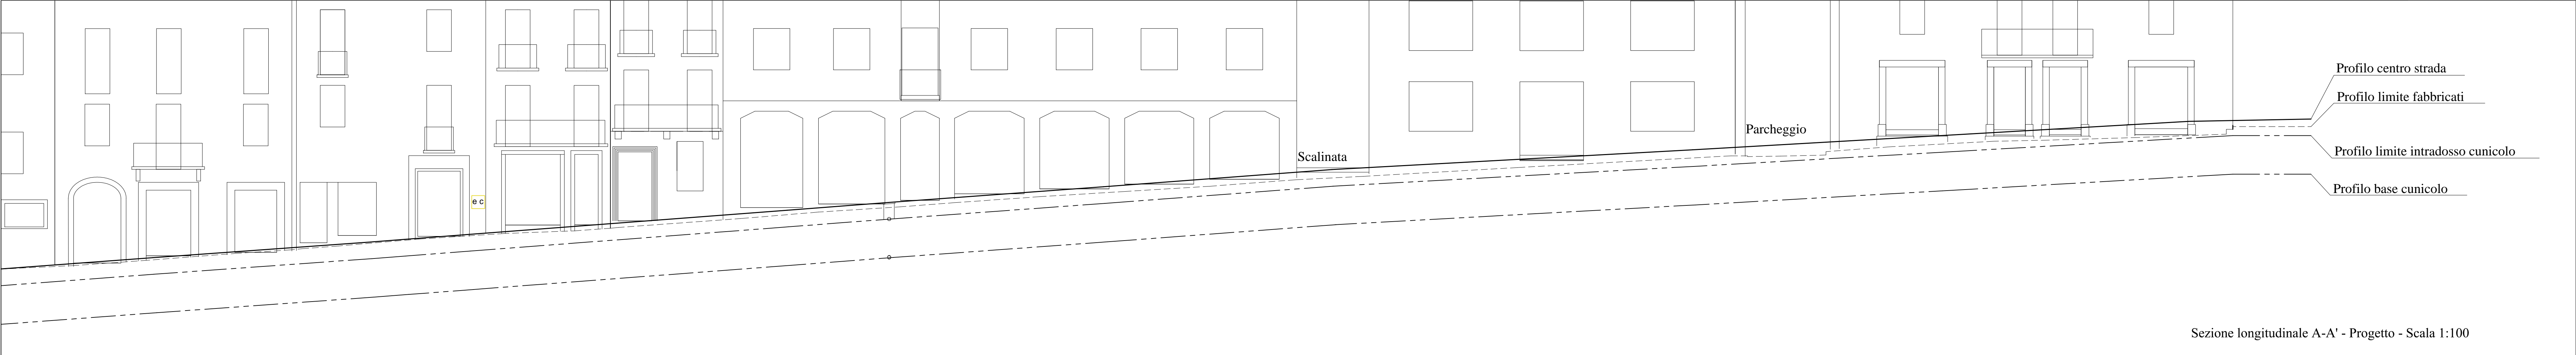 Profilo centro strada
Profilo limite fabbricati
Parcheggio
Scalinata
Profilo limite intradosso cunicolo
Profilo base cunicolo
e c
Sezione longitudinale A-A' - Progetto - Scala 1:100